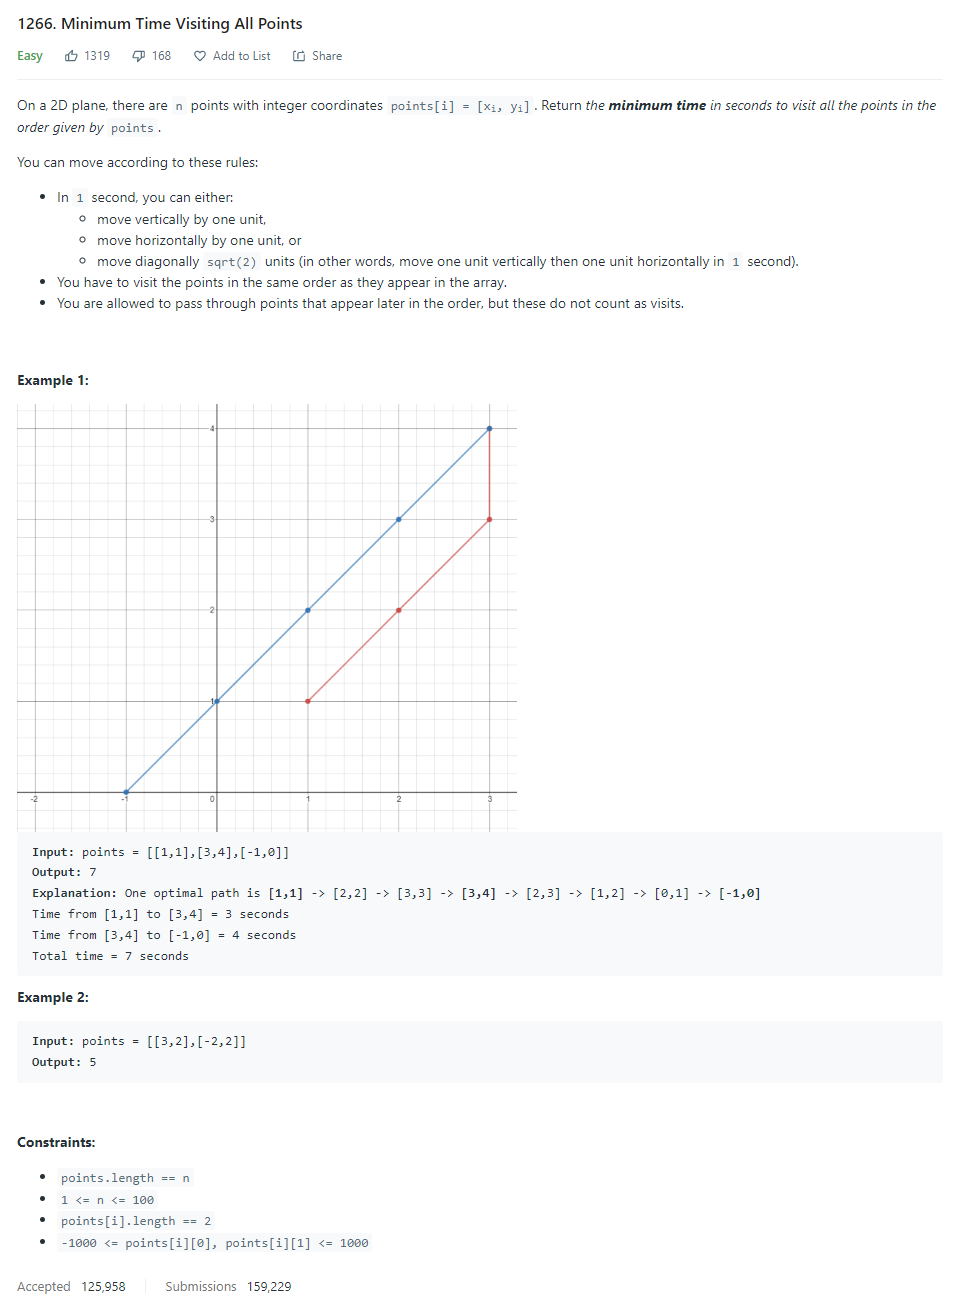 1266. Minimum Time Visiting All Points
Easy 1319 168 Add to List Share
On a 2D plane, there are n points with integer coordinates points[i] = [xi, yi] . Return the minimum time in seconds to visit all the points in the
order given by points .
You can move according to these rules:
• In 1 second, you can either:
◦ move vertically by one unit,
◦ move horizontally by one unit, or
◦ move diagonally sqrt(2) units (in other words, move one unit vertically then one unit horizontally in 1 second).
• You have to visit the points in the same order as they appear in the array.
• You are allowed to pass through points that appear later in the order, but these do not count as visits.
Example 1:
4
3
2
1
-2 -1 0 1 2 3
Input: points = [[1,1],[3,4],[-1,0]]
Output: 7
Explanation: One optimal path is [1,1] -> [2,2] -> [3,3] -> [3,4] -> [2,3] -> [1,2] -> [0,1] -> [-1,0]
Time from [1,1] to [3,4] = 3 seconds
Time from [3,4] to [-1,0] = 4 seconds
Total time = 7 seconds
Example 2:
Input: points = [[3,2],[-2,2]]
Output: 5
Constraints:
• points.length == n
• 1 <= n <= 100
• points[i].length == 2
• -1000 <= points[i][0], points[i][1] <= 1000
Accepted 125,958 Submissions 159,229